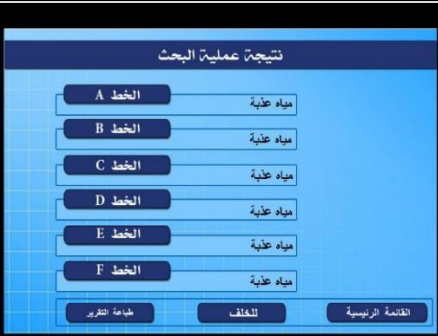 نتيجة عملية البحث
الخط A
مياه عذبة
الخط B
مياه عذبة
الخط C
مياه عذبة
الخط D
مياه عذبة
الخط E
مياه عذبة
الخط F
مياه عذبة
القائمة الرئيسية
للخلف
طباعة التقرير